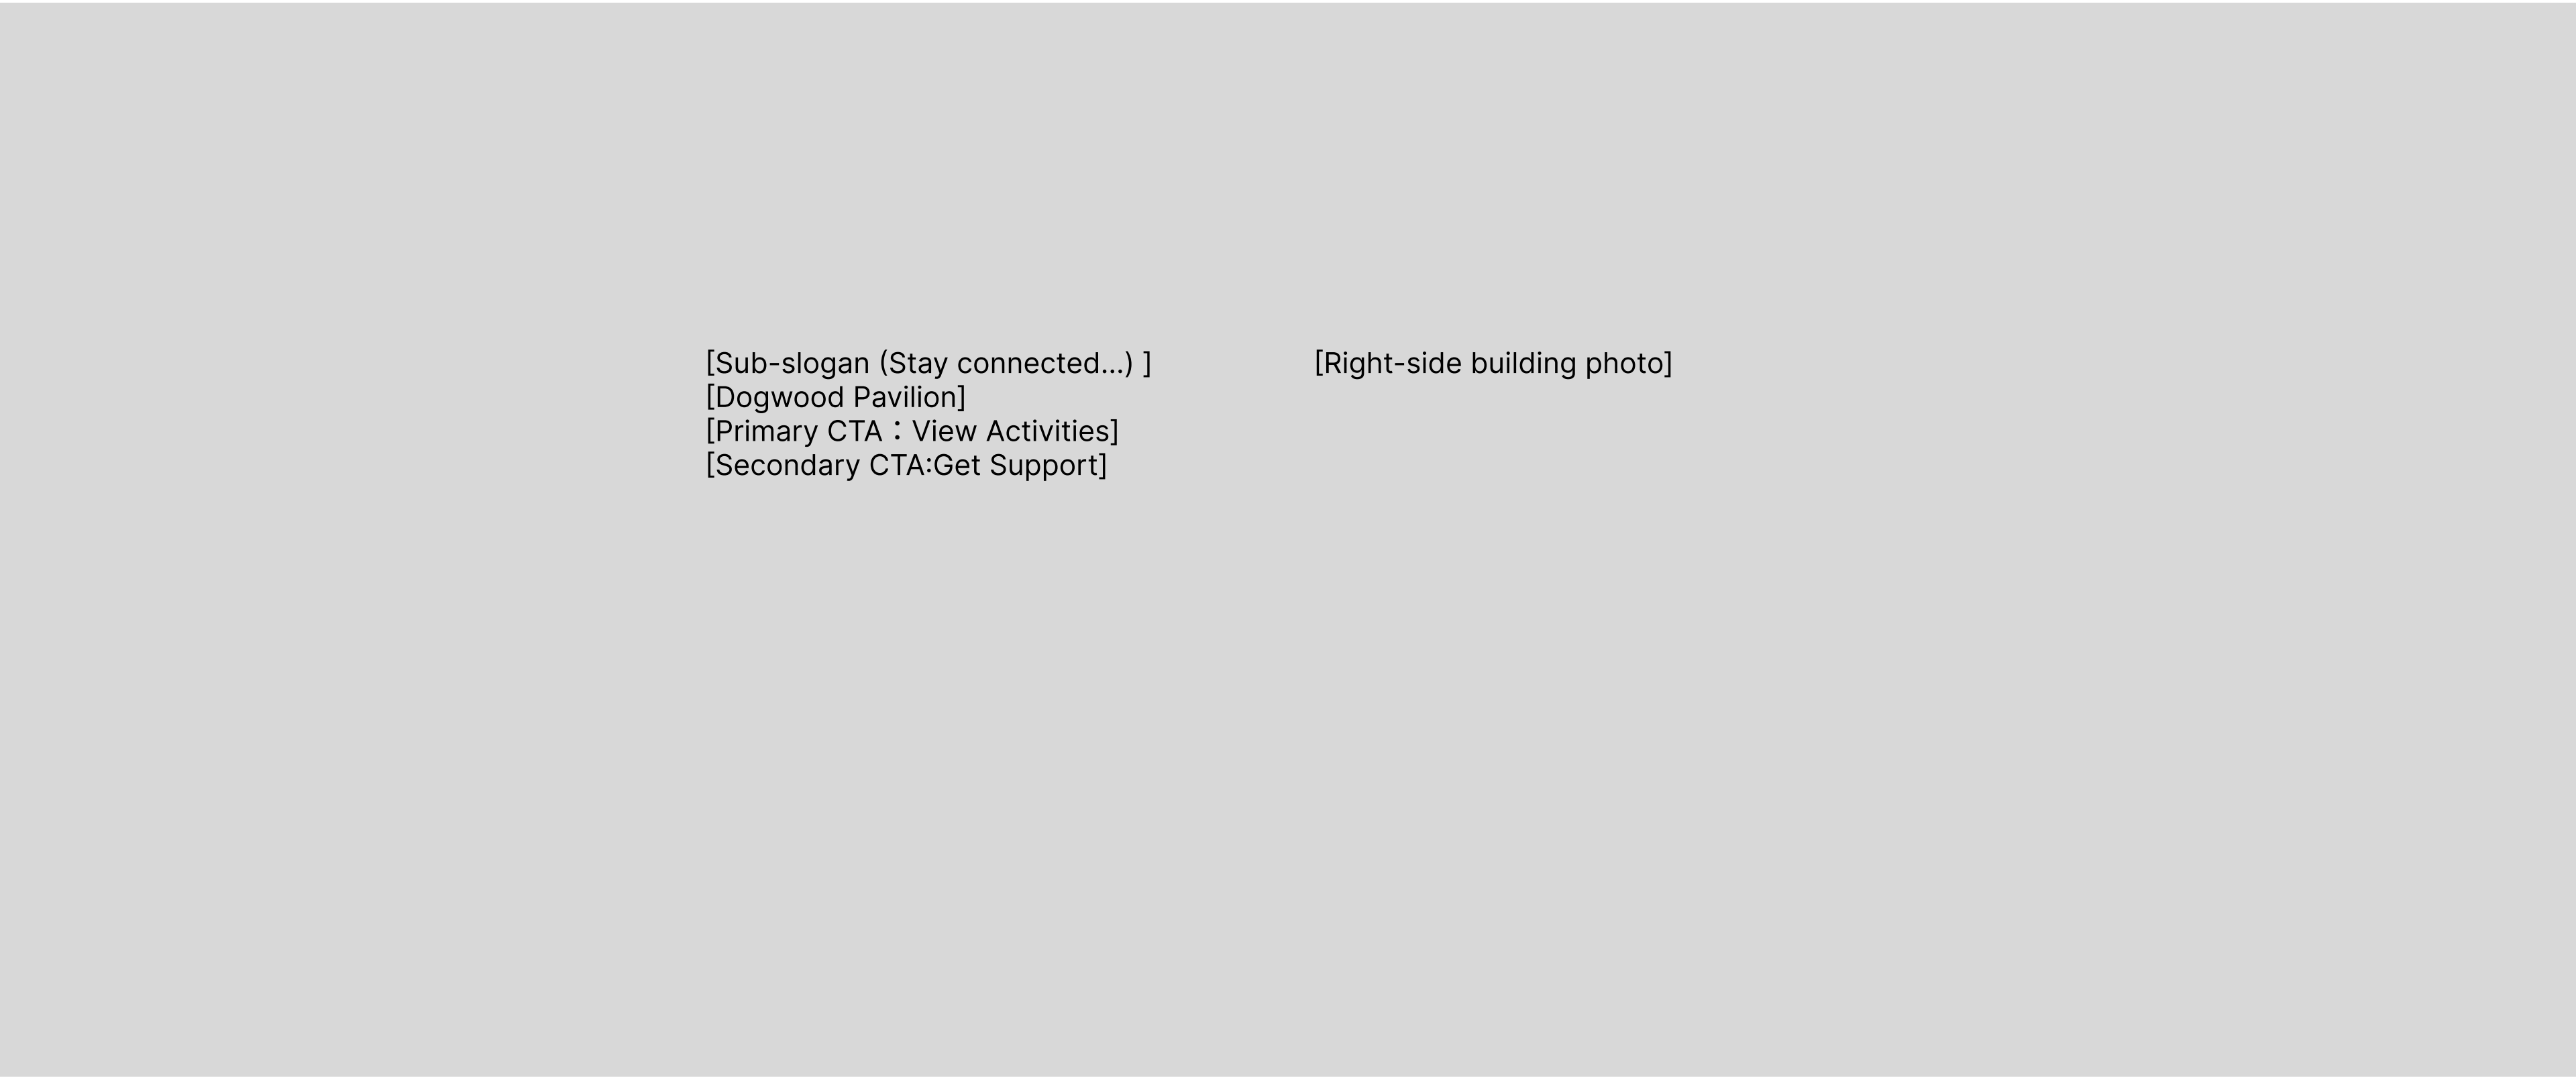 [Sub-slogan (Stay connected...) ]
[Dogwood Pavilion]
[Primary CTA：View Activities]
[Secondary CTA:Get Support]
[Right-side building photo]